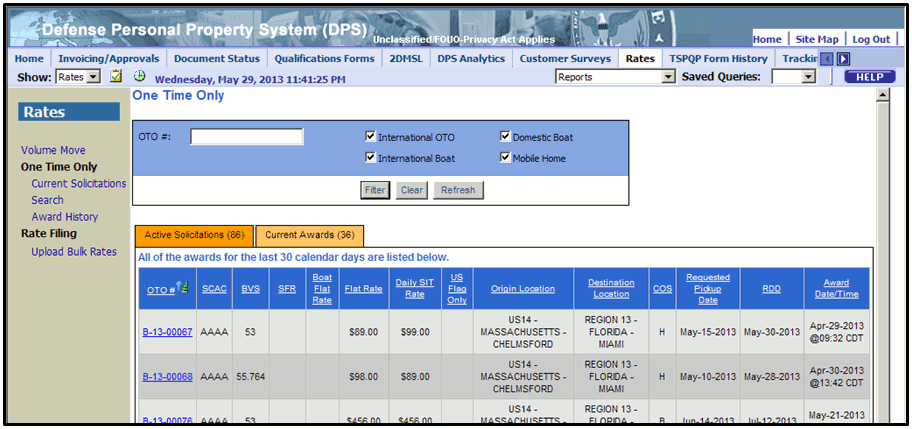 Defense Personal Property System (DPS)
Unclassified/FOUO-Privacy Act Applies
Home | Site Map | Log Out |
Home Invoicing/Approvals Document Status Qualifications Forms 2DMSL DPS Analytics Customer Surveys Rates TSPQP Form History Trackin
Show: Rates Wednesday, May 29, 2013 11:41:25 PM Reports Saved Queries: HELP
Rates
Volume Move
One Time Only
Current Solicitations
Search
Award History
Rate Filing
Upload Bulk Rates
One Time Only
OTO #: International OTO Domestic Boat
International Boat Mobile Home
Filter Clear Refresh
Active Solicitations (86) Current Awards (36)
All of the awards for the last 30 calendar days are listed below.
OTO # SCAC BVS SFR Boat Flat Rate Flat Rate Daily SIT Rate US Flag Only Origin Location Destination Location COS Requested Pickup Date RDD Award Date/Time
B-13-00067 AAAA 53 $89.00 $99.00 US14 - MASSACHUSETTS - CHELMSFORD REGION 13 - FLORIDA - MIAMI H May-15-2013 May-30-2013 Apr-29-2013 @09:32 CDT
B-13-00068 AAAA 55.764 $98.00 $89.00 US14 - MASSACHUSETTS - CHELMSFORD REGION 13 - FLORIDA - MIAMI H May-10-2013 May-28-2013 Apr-30-2013 @13:42 CDT
B-13-00076 AAAA 53 $456.00 $456.00 US14 - MASSACHUSETTS - REGION 13 - FLORIDA - B Jun-14-2013 Jul-12-2013 May-21-2013